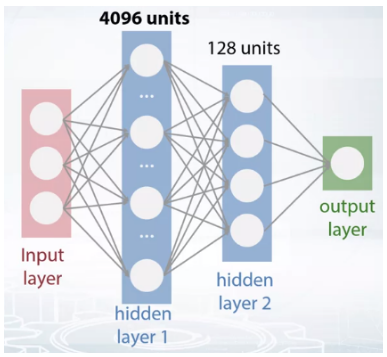 4096 units
128 units
...
...
...
Input
layer
hidden
layer 1
hidden
layer 2
output
layer